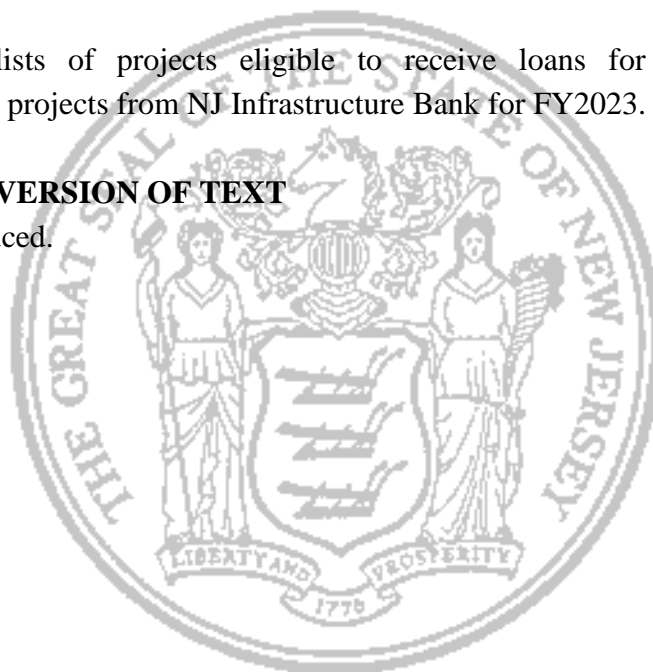 lists of projects eligible to receive loans for
projects from NJ Infrastructure Bank for FY2023.
VERSION OF TEXT
uced.
THE GREAT SEAL OF THE STATE OF NEW JERSEY
LIBERTY AND PROSPERITY
1776